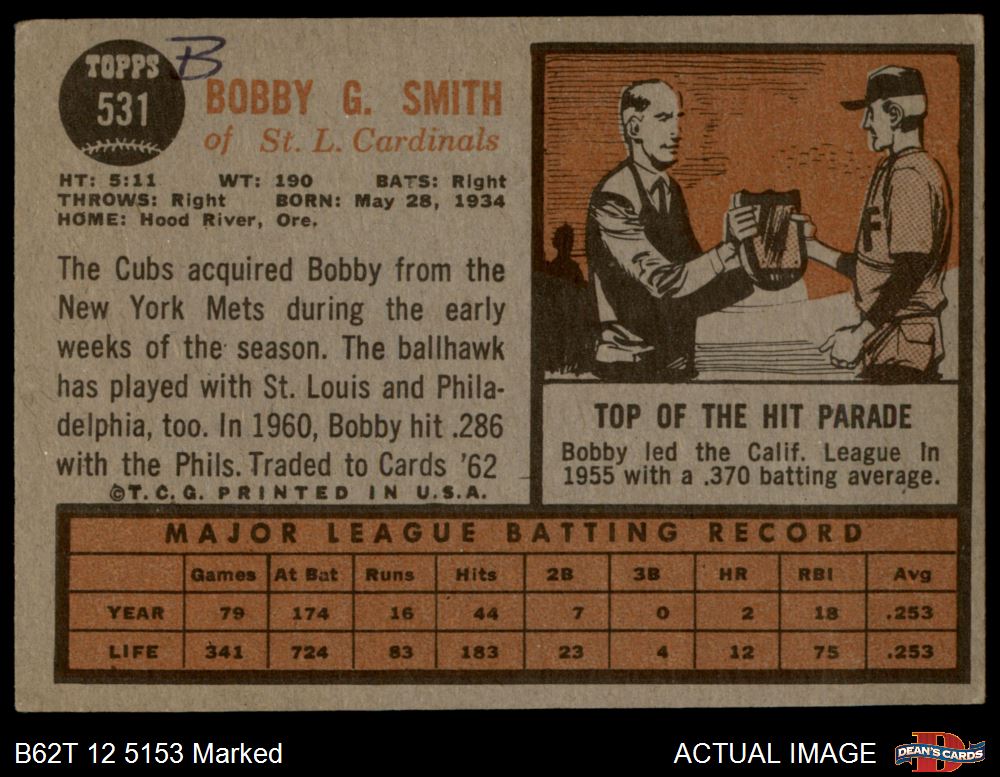 TOPPS
531
B
BOBBY G. SMITH
of St. L. Cardinals
HT: 5:11 WT: 190 BATS: Right
THROWS: Right BORN: May 28, 1934
HOME: Hood River, Ore.
The Cubs acquired Bobby from the
New York Mets during the early
weeks of the season. The ballhawk
has played with St. Louis and Phila-
delphia, too. In 1960, Bobby hit .286
with the Phils. Traded to Cards '62
©T.C.G. PRINTED IN U.S.A.
F
TOP OF THE HIT PARADE
Bobby led the Calif. League in
1955 with a .370 batting average.
MAJOR LEAGUE BATTING RECORD
Games At Bat Runs Hits 2B 3B HR RBI Avg
YEAR 79 174 16 44 7 0 2 18 .253
LIFE 341 724 83 183 23 4 12 75 .253
B62T 12 5153 Marked
ACTUAL IMAGE
B
DEAN'S CARDS